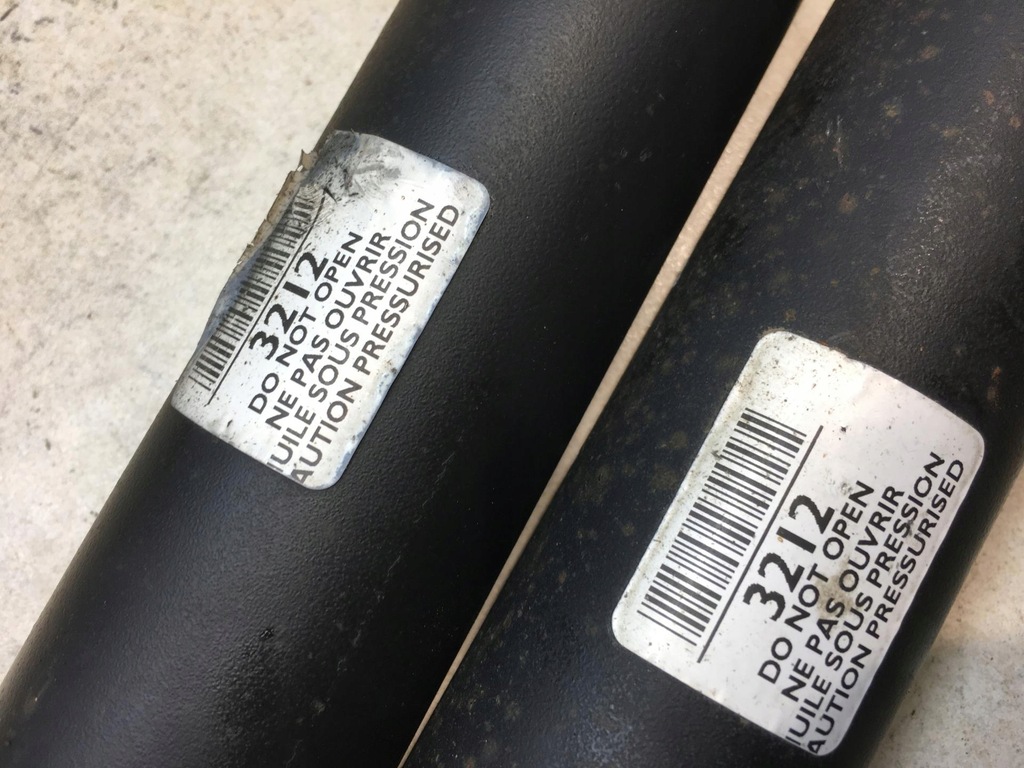 3212
DO NOT OPEN
NE PAS OUVRIR
UILE SOUS PRESSION
AUTION PRESSURISED
3212
DO NOT OPEN
NE PAS OUVRIR
UILE SOUS PRESSION
AUTION PRESSURISED